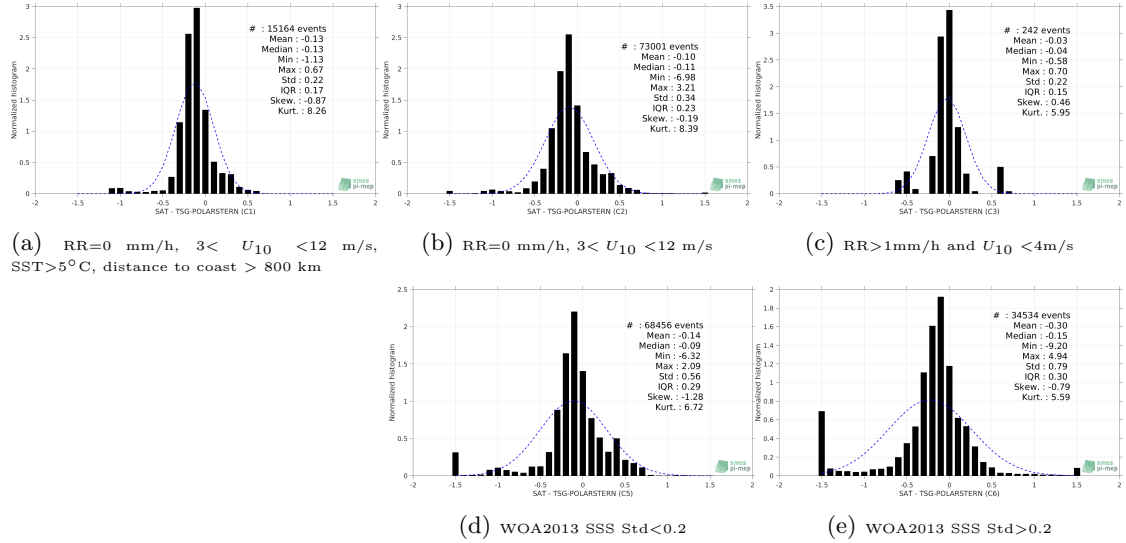 3
2.5
2
1.5
1
0.5
0
Normalized histogram
# : 15164 events
Mean : -0.13
Median : -0.13
Min : -1.13
Max : 0.67
Std : 0.22
IQR : 0.17
Skew. : -0.87
Kurt. : 8.26
smos
pi-mep
-2 -1.5 -1 -0.5 0 0.5 1 1.5 2
SAT - TSG-POLARSTERN (C1)
(a) RR=0 mm/h, 3< U10 <12 m/s,
SST>5°C, distance to coast > 800 km
3
2.5
2
1.5
1
0.5
0
Normalized histogram
# : 73001 events
Mean : -0.10
Median : -0.11
Min : -6.98
Max : 3.21
Std : 0.34
IQR : 0.23
Skew. : -0.19
Kurt. : 8.39
smos
pi-mep
-2 -1.5 -1 -0.5 0 0.5 1 1.5 2
SAT - TSG-POLARSTERN (C2)
(b) RR=0 mm/h, 3< U10 <12 m/s
3.5
3
2.5
2
1.5
1
0.5
0
Normalized histogram
# : 242 events
Mean : -0.03
Median : -0.04
Min : -0.58
Max : 0.70
Std : 0.22
IQR : 0.15
Skew. : 0.46
Kurt. : 5.95
smos
pi-mep
-2 -1.5 -1 -0.5 0 0.5 1 1.5 2
SAT - TSG-POLARSTERN (C3)
(c) RR>1mm/h and U10 <4m/s
2.5
2
1.5
1
0.5
0
Normalized histogram
# : 68456 events
Mean : -0.14
Median : -0.09
Min : -6.32
Max : 2.09
Std : 0.56
IQR : 0.29
Skew. : -1.28
Kurt. : 6.72
smos
pi-mep
-2 -1.5 -1 -0.5 0 0.5 1 1.5 2
SAT - TSG-POLARSTERN (C5)
(d) WOA2013 SSS Std<0.2
2
1.8
1.6
1.4
1.2
1
0.8
0.6
0.4
0.2
0
Normalized histogram
# : 34534 events
Mean : -0.30
Median : -0.15
Min : -9.20
Max : 4.94
Std : 0.79
IQR : 0.30
Skew. : -0.79
Kurt. : 5.59
smos
pi-mep
-2 -1.5 -1 -0.5 0 0.5 1 1.5 2
SAT - TSG-POLARSTERN (C6)
(e) WOA2013 SSS Std>0.2